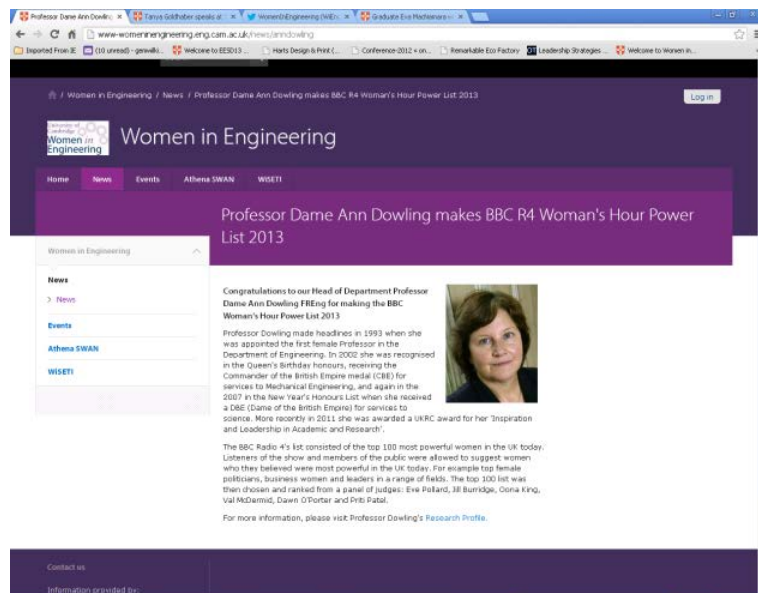 Professor Dame Ann Dowling
Tanya Goldhaber speaks at
WomenInEngineering (WiEn
Graduate Eva
www-womeninengineering.eng.cam.ac.uk/news/anndowling
Imported From IE
(10 unread) -
Welcome to EESD13 ...
Harts Design & Print (...
Conference-2012 « on...
Remarkable Eco Factory
Leadership Strategies ...
Welcome to Women in...
/ Women in Engineering / News / Professor Dame Ann Dowling makes BBC R4 Woman's Hour Power List 2013
Log in
University of
Cambridge
Women in
Engineering
Women in Engineering
Home News Events Athena SWAN WiSETI
Professor Dame Ann Dowling makes BBC R4 Woman's Hour Power
List 2013
Women in Engineering
News
> News
Events
Athena SWAN
WiSETI
Congratulations to our Head of Department Professor
Dame Ann Dowling FREng for making the BBC
Woman's Hour Power List 2013
Professor Dowling made headlines in 1993 when she
was appointed the first female Professor in the
Department of Engineering. In 2002 she was recognised
in the Queen's Birthday honours, receiving the
Commander of the British Empire medal (CBE) for
services to Mechanical Engineering, and again in the
2007 in the New Year's Honours List when she received
a DBE (Dame of the British Empire) for services to
science. More recently in 2011 she was awarded a UKRC award for her 'Inspiration
and Leadership in Academic and Research'.
The BBC Radio 4's list consisted of the top 100 most powerful women in the UK today.
Listeners of the show and members of the public were allowed to suggest women
who they believed were most powerful in the UK today. For example top female
politicians, business women and leaders in a range of fields. The top 100 list was
then chosen and ranked from a panel of judges: Eve Pollard, Jill Burridge, Oona King,
Val McDermid, Dawn O'Porter and Priti Patel.
For more information, please visit Professor Dowling's Research Profile.
Contact us
Information provided by: